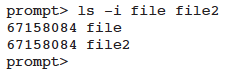 prompt> ls -i file file2
67158084 file
67158084 file2
prompt>